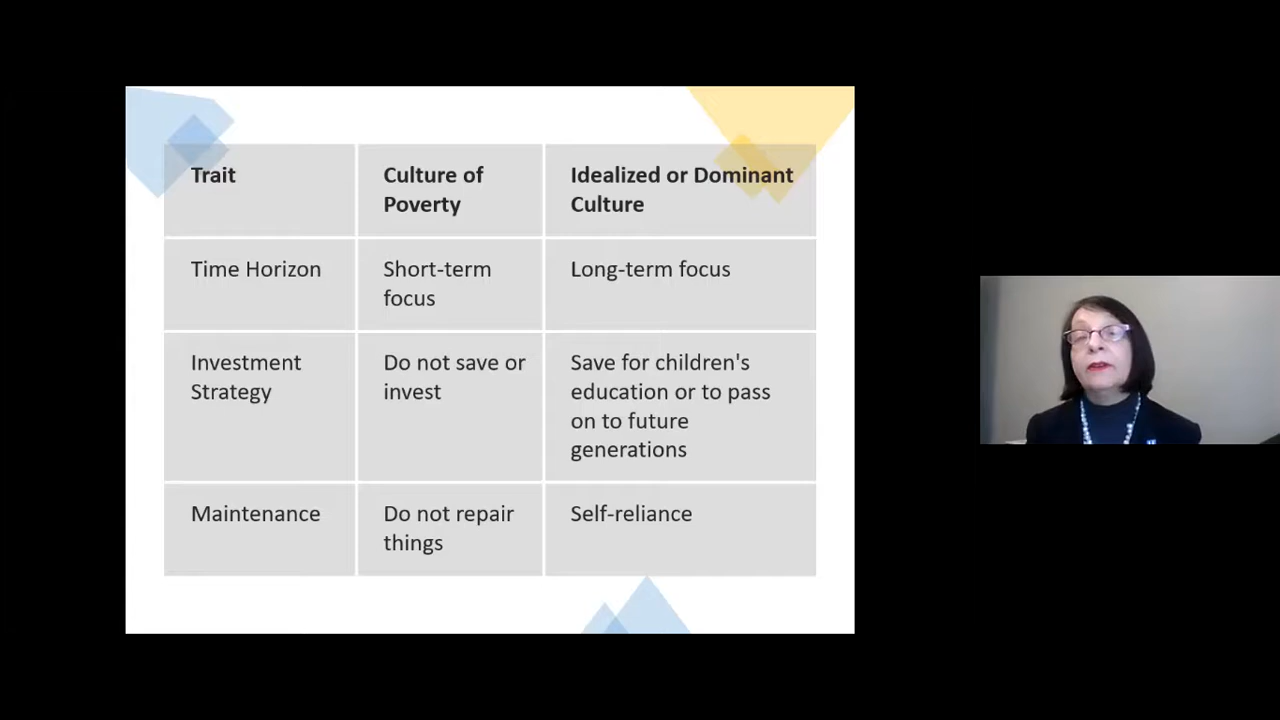 Trait
Culture of
Poverty
Idealized or Dominant
Culture
Time Horizon
Short-term
focus
Long-term focus
Investment
Strategy
Do not save or
invest
Save for children's
education or to pass
on to future
generations
Maintenance
Do not repair
things
Self-reliance